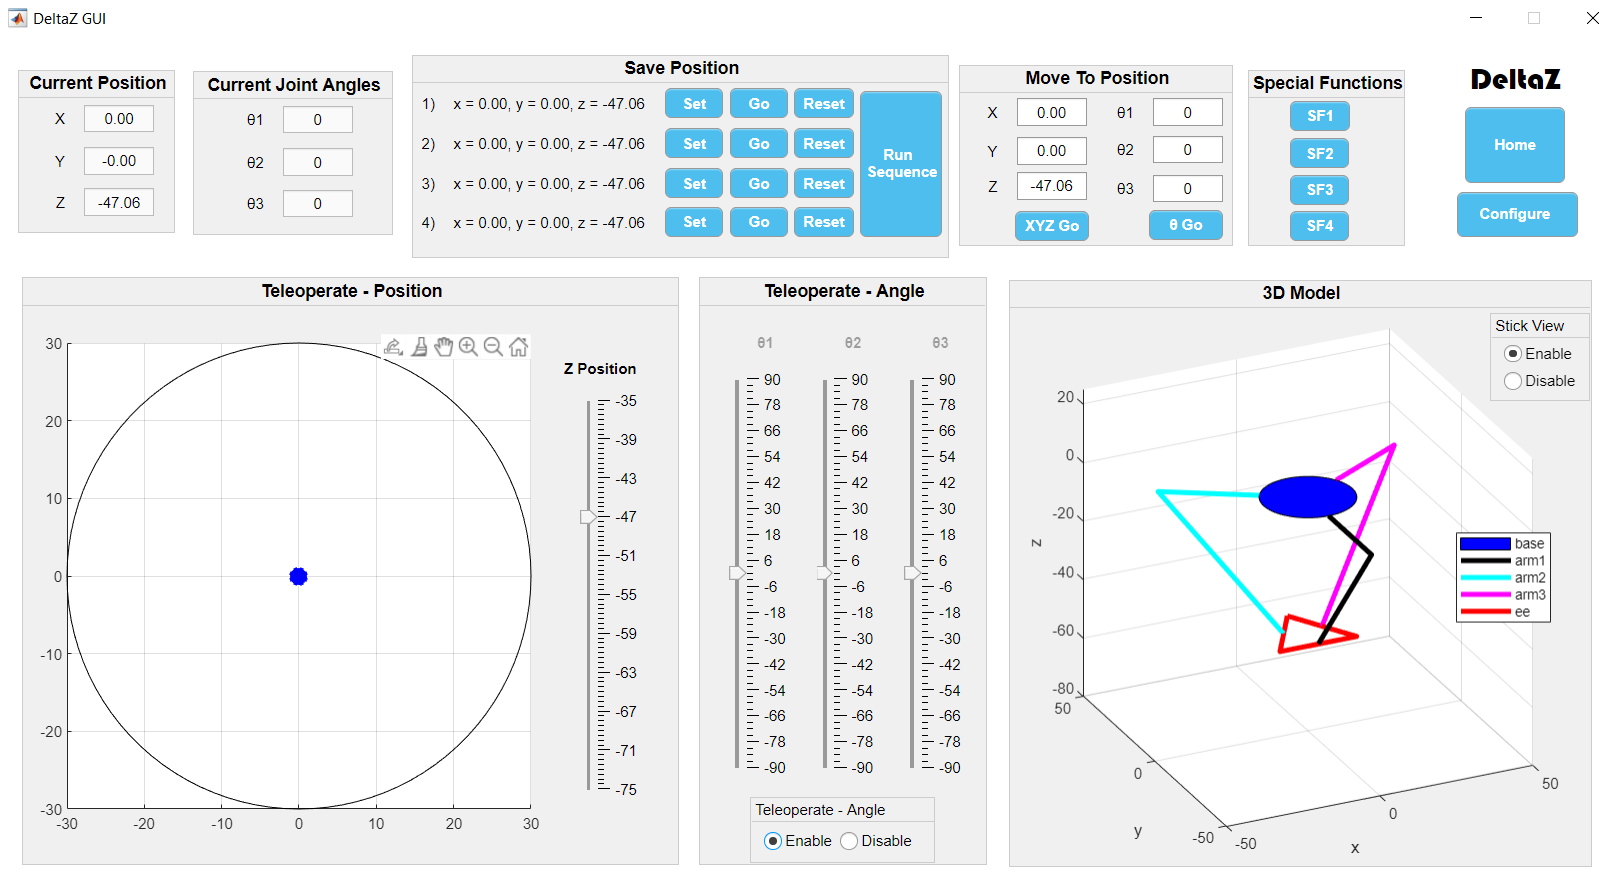 DeltaZ GUI
Current Position
X 0.00
Y -0.00
Z -47.06
Current Joint Angles
θ1 0
θ2 0
θ3 0
Save Position
1) x = 0.00, y = 0.00, z = -47.06 Set Go Reset
2) x = 0.00, y = 0.00, z = -47.06 Set Go Reset
3) x = 0.00, y = 0.00, z = -47.06 Set Go Reset
4) x = 0.00, y = 0.00, z = -47.06 Set Go Reset
Run
Sequence
Move To Position
X 0.00 θ1 0
Y 0.00 θ2 0
Z -47.06 θ3 0
XYZ Go θ Go
Special Functions
SF1
SF2
SF3
SF4
DeltaZ
Home
Configure
Teleoperate - Position
30
20
10
0
-10
-20
-30
-30 -20 -10 0 10 20 30
Z Position
-35
-39
-43
-47
-51
-55
-59
-63
-67
-71
-75
Teleoperate - Angle
θ1 θ2 θ3
90 90 90
78 78 78
66 66 66
54 54 54
42 42 42
30 30 30
18 18 18
6 6 6
-6 -6 -6
-18 -18 -18
-30 -30 -30
-42 -42 -42
-54 -54 -54
-66 -66 -66
-78 -78 -78
-90 -90 -90
Teleoperate - Angle
Enable Disable
3D Model
Stick View
Enable
Disable
20
0
-20
-40
-60
-80
z
50
0
-50
y
-50
0
50
x
base
arm1
arm2
arm3
ee